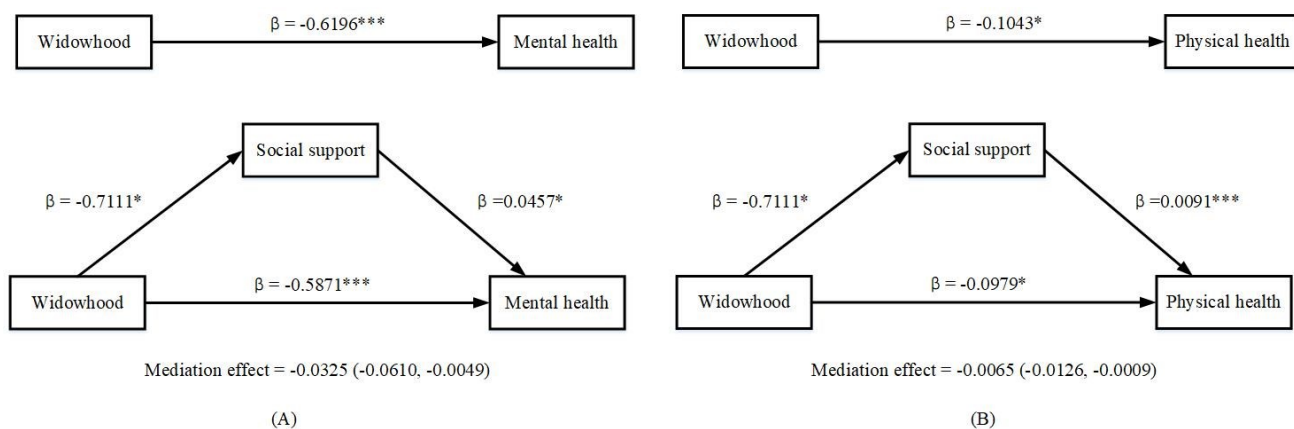 β = -0.6196***
Widowhood
Mental health
β = -0.1043*
Widowhood
Physical health
Social support
β = -0.7111*
β =0.0457*
β = -0.5871***
Widowhood
Mental health
Mediation effect = -0.0325 (-0.0610, -0.0049)
(A)
Social support
β = -0.7111*
β =0.0091***
β = -0.0979*
Widowhood
Physical health
Mediation effect = -0.0065 (-0.0126, -0.0009)
(B)